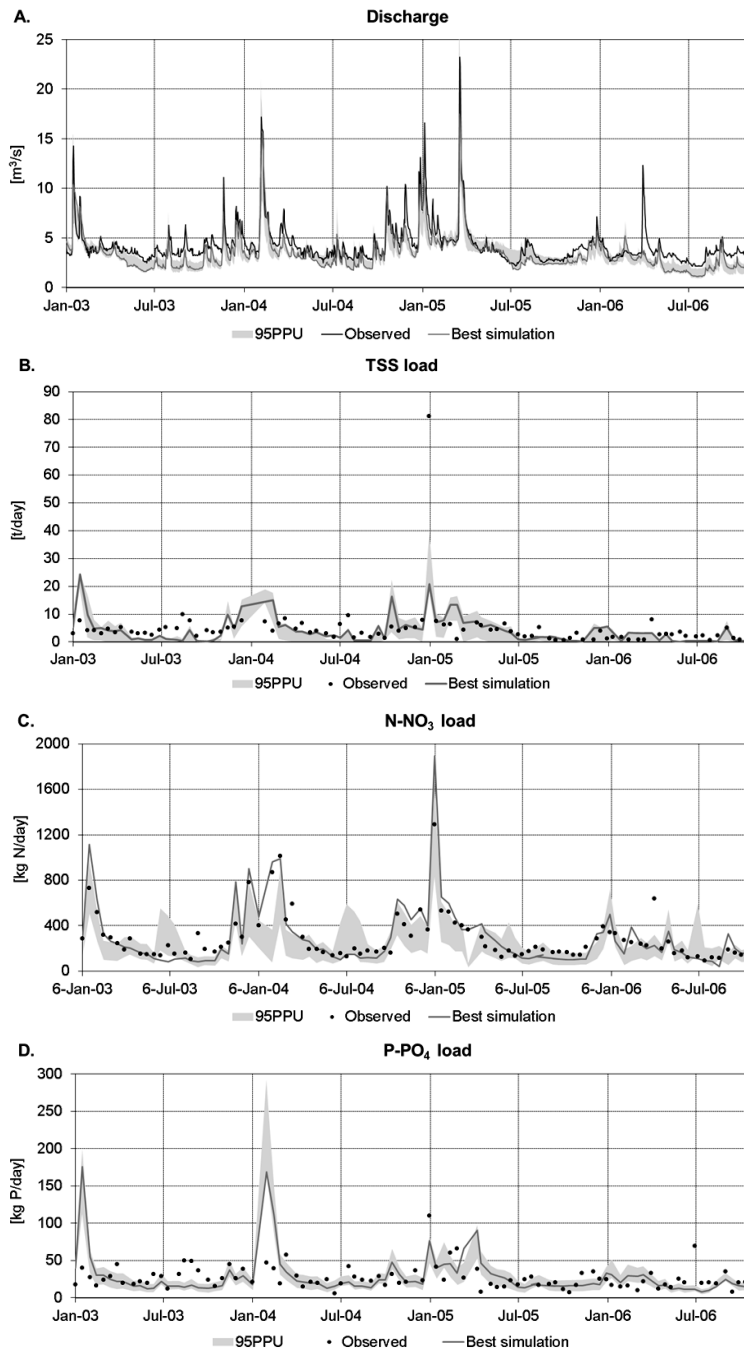 A. Discharge
[m³/s]
25
20
15
10
5
0
Jan-03 Jul-03 Jan-04 Jul-04 Jan-05 Jul-05 Jan-06 Jul-06
95PPU Observed Best simulation
B. TSS load
[t/day]
90
80
70
60
50
40
30
20
10
0
Jan-03 Jul-03 Jan-04 Jul-04 Jan-05 Jul-05 Jan-06 Jul-06
95PPU Observed Best simulation
C. N-NO₃ load
[kg N/day]
2000
1600
1200
800
400
0
6-Jan-03 6-Jul-03 6-Jan-04 6-Jul-04 6-Jan-05 6-Jul-05 6-Jan-06 6-Jul-06
95PPU Observed Best simulation
D. P-PO₄ load
[kg P/day]
300
250
200
150
100
50
0
Jan-03 Jul-03 Jan-04 Jul-04 Jan-05 Jul-05 Jan-06 Jul-06
95PPU Observed Best simulation